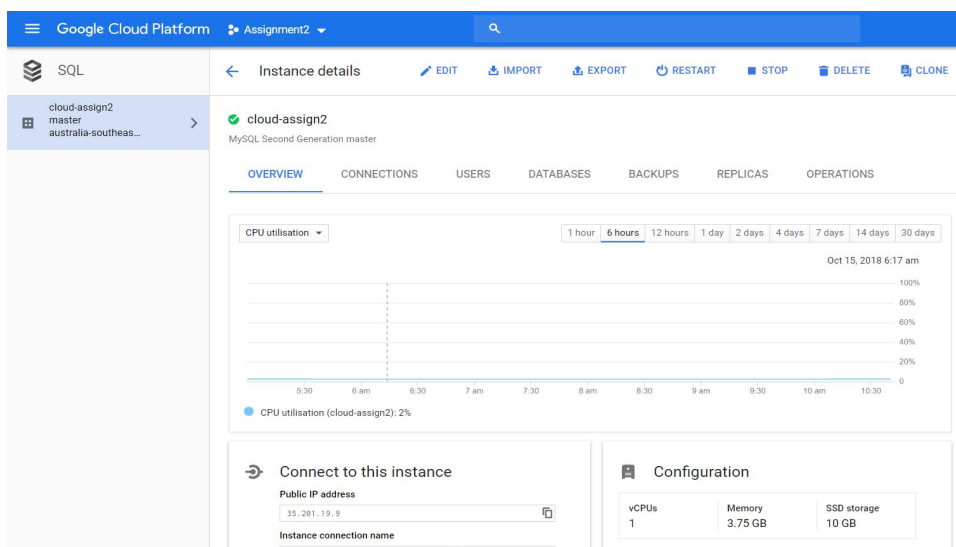 Google Cloud Platform Assignment2
SQL
Instance details EDIT IMPORT EXPORT RESTART STOP DELETE CLONE
cloud-assign2
master
australia-southeas...
cloud-assign2
MySQL Second Generation master
OVERVIEW CONNECTIONS USERS DATABASES BACKUPS REPLICAS OPERATIONS
CPU utilisation 1 hour 6 hours 12 hours 1 day 2 days 4 days 7 days 14 days 30 days
Oct 15, 2018 6:17 am
100%
80%
60%
40%
20%
0
5:30 6 am 6:30 7 am 7:30 8 am 8:30 9 am 9:30 10 am 10:30
CPU utilisation (cloud-assign2): 2%
Connect to this instance
Public IP address
35.201.19.9
Instance connection name
Configuration
vCPUs Memory SSD storage
1 3.75 GB 10 GB